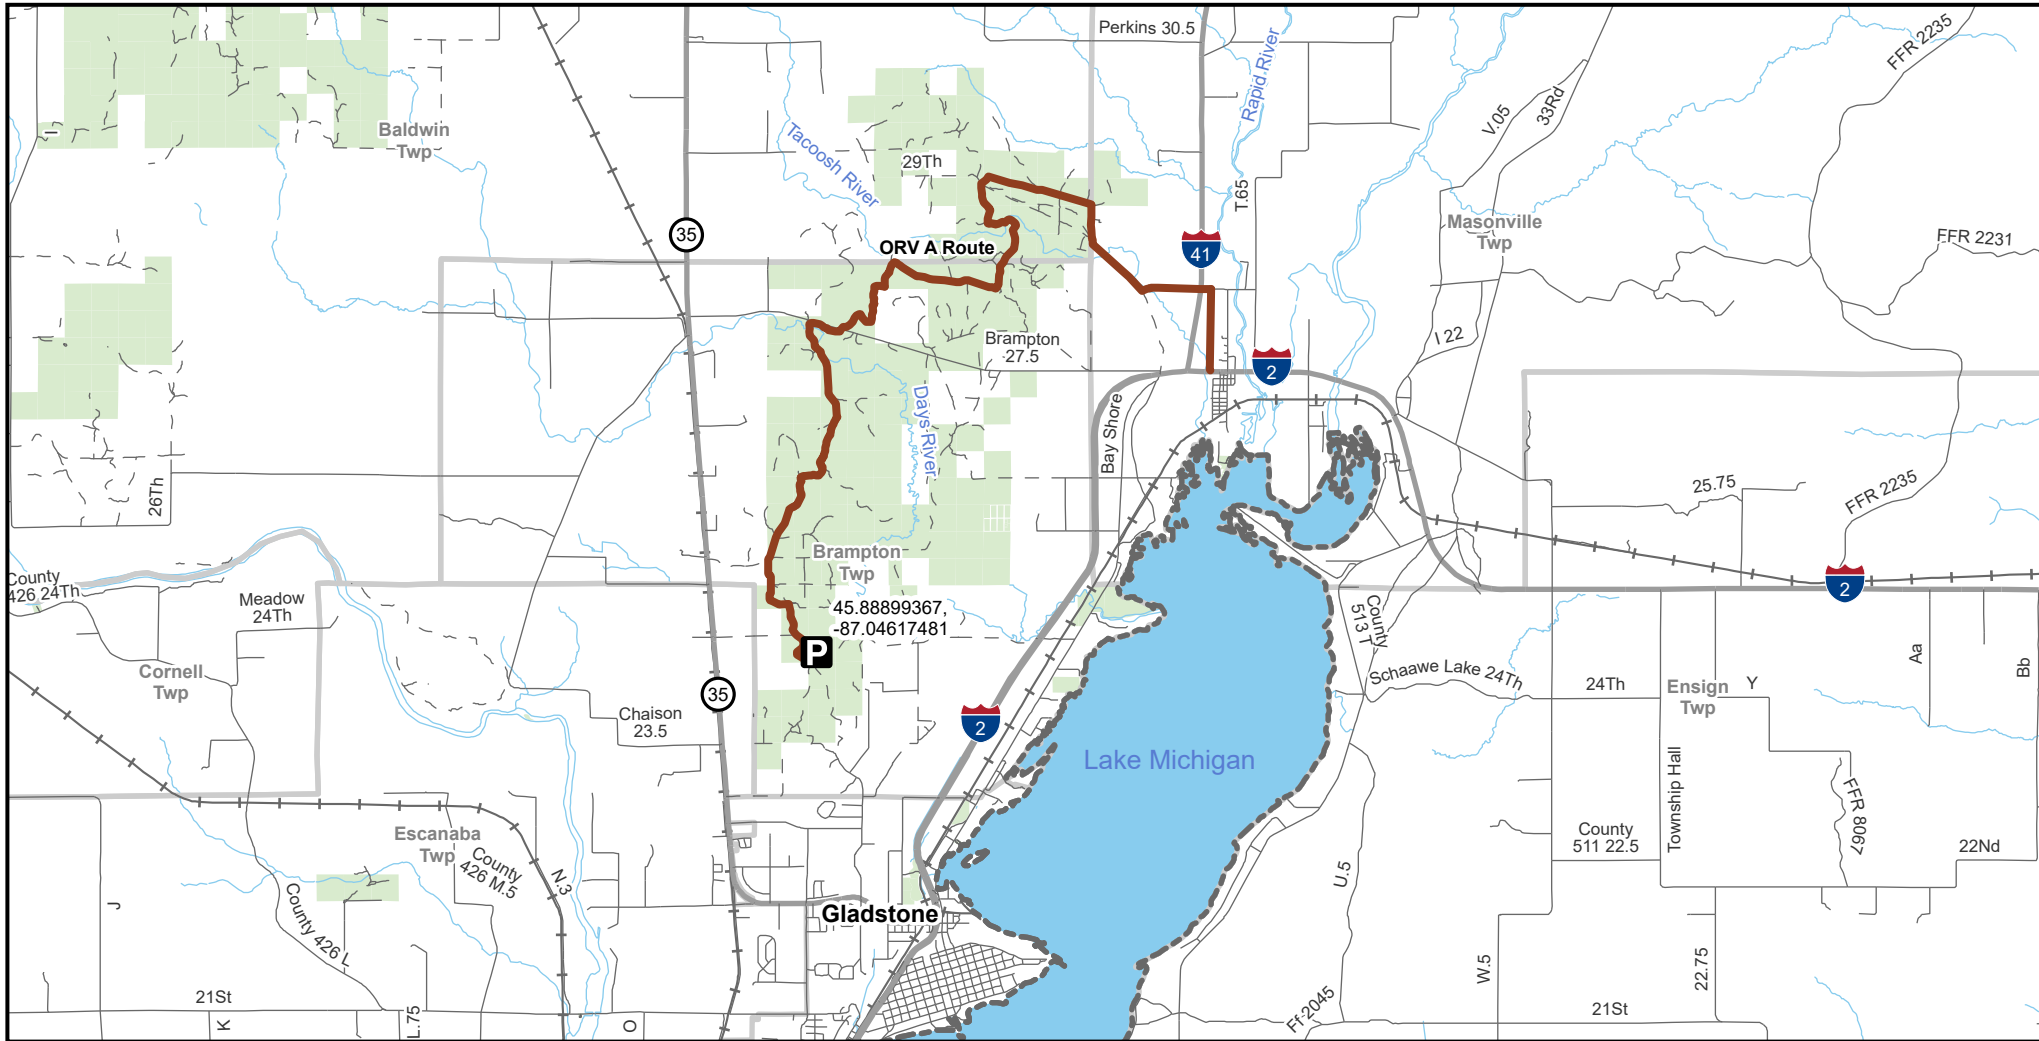 Perkins 30.5
Rapid River
FFR 2235
I
Baldwin
Twp
Tacoosh River
29Th
V.05
33Rd
T.65
Masonville
Twp
35
ORV A Route
41
FFR 2231
Brampton
27.5
I 22
2
Days River
Bay Shore
26Th
25.75
FFR 2235
Brampton
Twp
County
426 24Th
Meadow
24Th
45.88899367,
-87.04617481
P
County
513 T
2
Cornell
Twp
35
Chaison
23.5
2
Schaawe Lake 24Th
24Th
Ensign
Twp
Y
Aa
Bb
Lake Michigan
Township Hall
FFR 8067
Escanaba
Twp
County
426 M.5
N.3
County
511 22.5
22Nd
U.5
J
County 426 L
Gladstone
W.5
22.75
21St
K
L.75
O
Ff-2045
21St